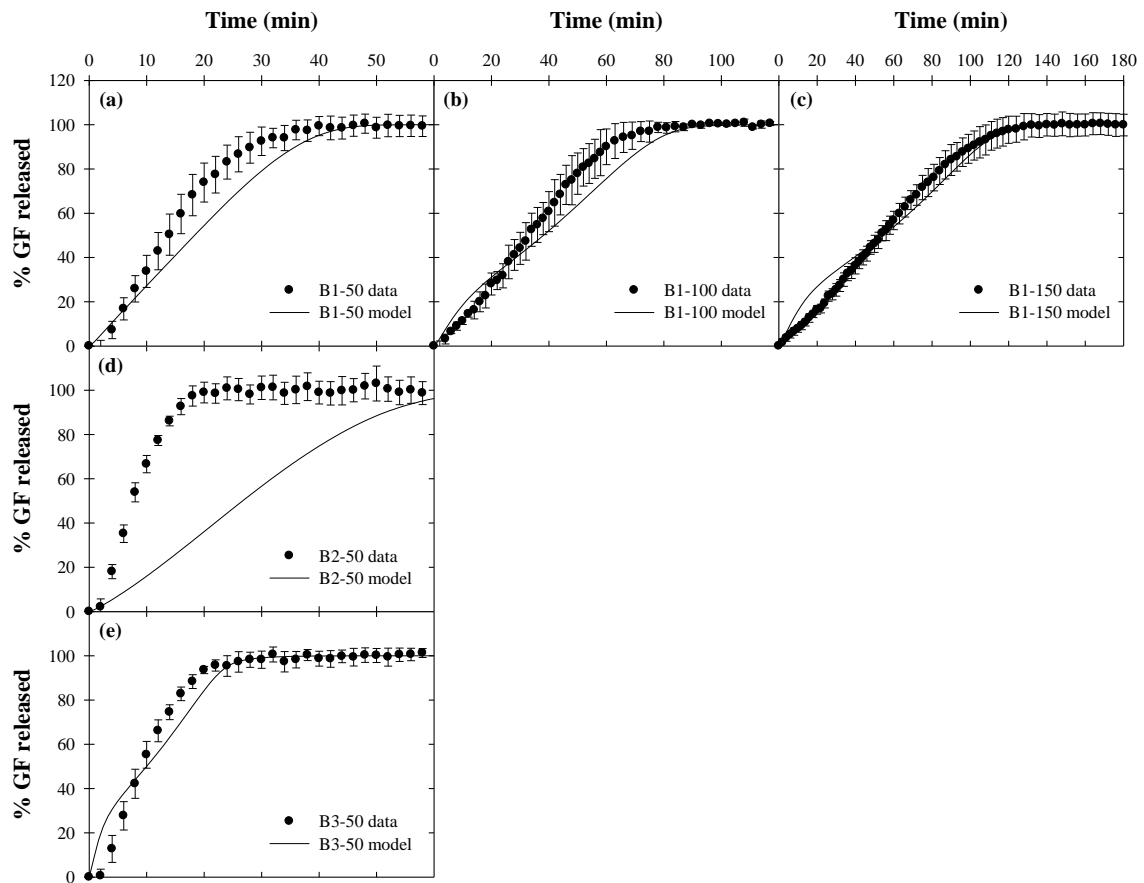 Time (min) Time (min) Time (min)
0 10 20 30 40 50 0 20 40 60 80 100 0 20 40 60 80 100 120 140 160 180
% GF released
120
100
80
60
40
20
0
(a)
B1-50 data
B1-50 model
(b)
B1-100 data
B1-100 model
(c)
B1-150 data
B1-150 model
% GF released
100
80
60
40
20
0
(d)
B2-50 data
B2-50 model
% GF released
100
80
60
40
20
0
(e)
B3-50 data
B3-50 model